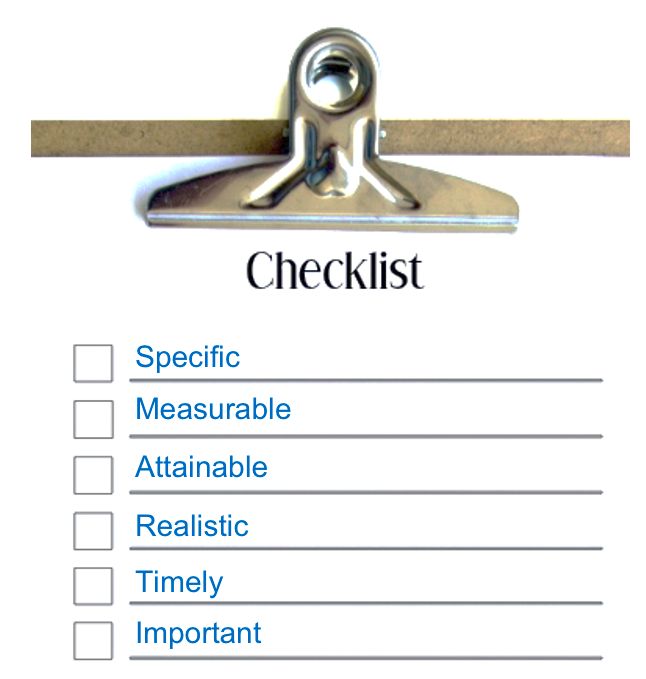 Checklist
Specific
Measurable
Attainable
Realistic
Timely
Important